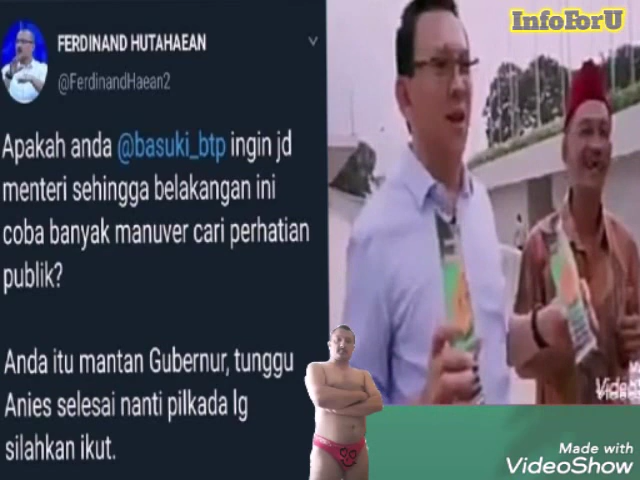 InfoForU
FERDINAND HUTAHAEAN
@FerdinandHaean2
Apakah anda @basuki_btp ingin jd
menteri sehingga belakangan ini
coba banyak manuver cari perhatian
publik?
Anda itu mantan Gubernur, tunggu
Anies selesai nanti pilkada lg
silahkan ikut.
Made with
VideoShow